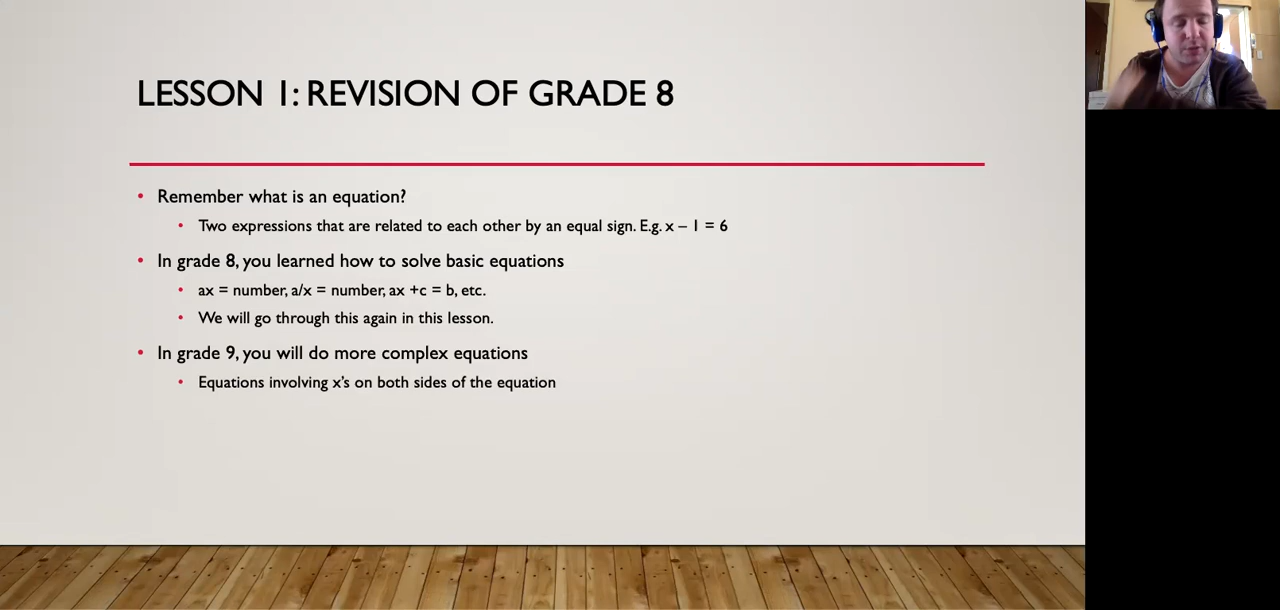 LESSON 1: REVISION OF GRADE 8
• Remember what is an equation?
• Two expressions that are related to each other by an equal sign. E.g. x – 1 = 6
• In grade 8, you learned how to solve basic equations
• ax = number, a/x = number, ax +c = b, etc.
• We will go through this again in this lesson.
• In grade 9, you will do more complex equations
• Equations involving x’s on both sides of the equation